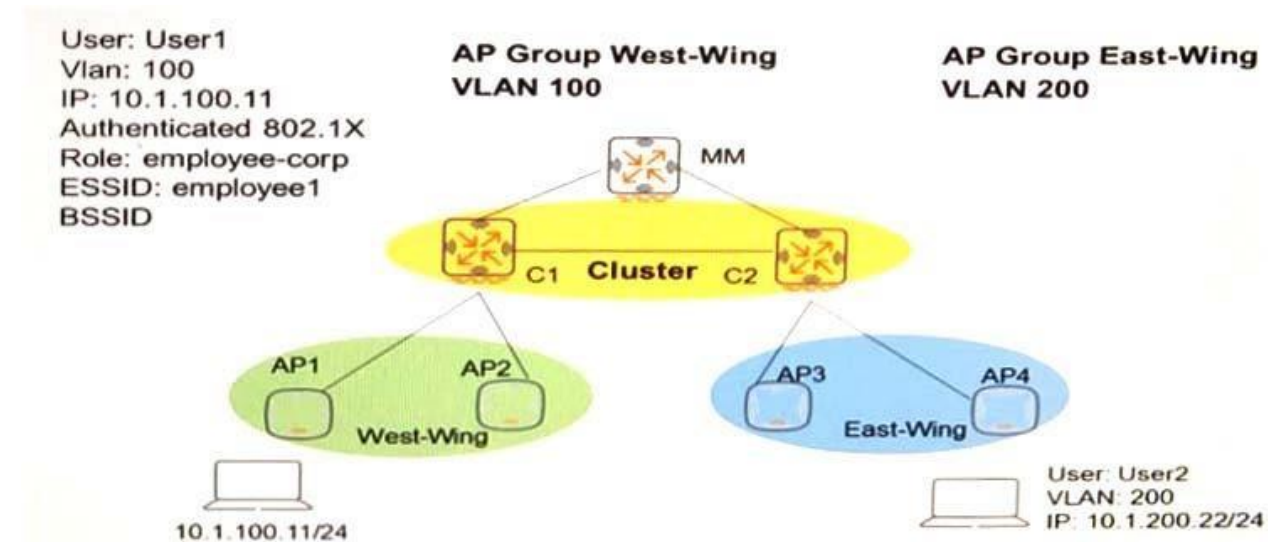 User: User1
Vlan: 100
IP: 10.1.100.11
Authenticated 802.1X
Role: employee-corp
ESSID: employee1
BSSID
AP Group West-Wing
VLAN 100
AP Group East-Wing
VLAN 200
MM
C1
Cluster
C2
AP1
AP2
West-Wing
AP3
AP4
East-Wing
10.1.100.11/24
User: User2
VLAN: 200
IP: 10.1.200.22/24